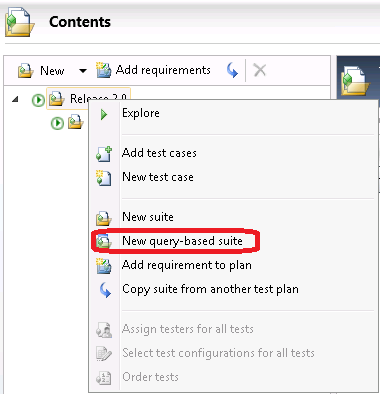 Contents
New Add requirements
Release 2.0
Explore
Add test cases
New test case
New suite
New query-based suite
Add requirement to plan
Copy suite from another test plan
Assign testers for all tests
Select test configurations for all tests
Order tests